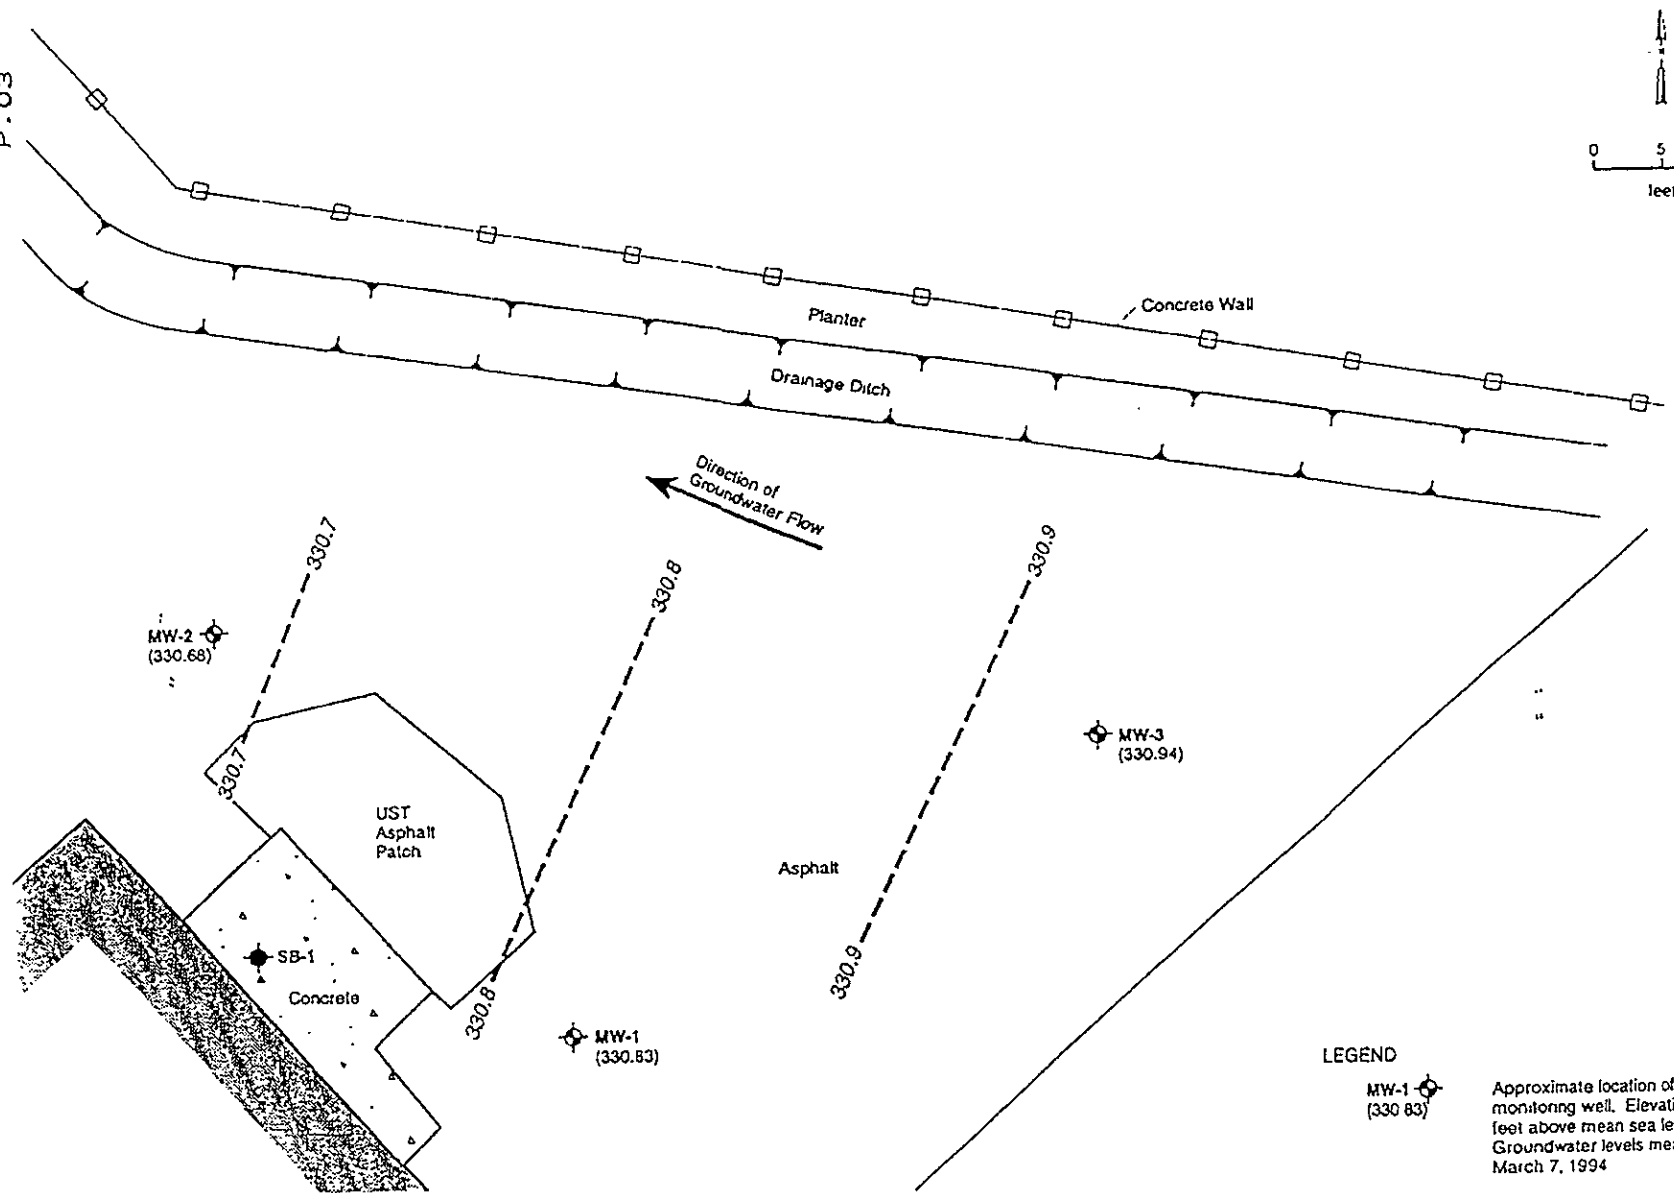 P.03
0 5
feet
Concrete Wall
Planter
Drainage Ditch
Direction of
Groundwater Flow
330.7
330.8
330.9
MW-2
(330.68)
MW-3
(330.94)
330.7
UST
Asphalt
Patch
Asphalt
330.9
SB-1
Concrete
330.8
MW-1
(330.83)
LEGEND
MW-1
(330 83)
Approximate location of
monitoring well. Elevati
feet above mean sea le
Groundwater levels me
March 7, 1994